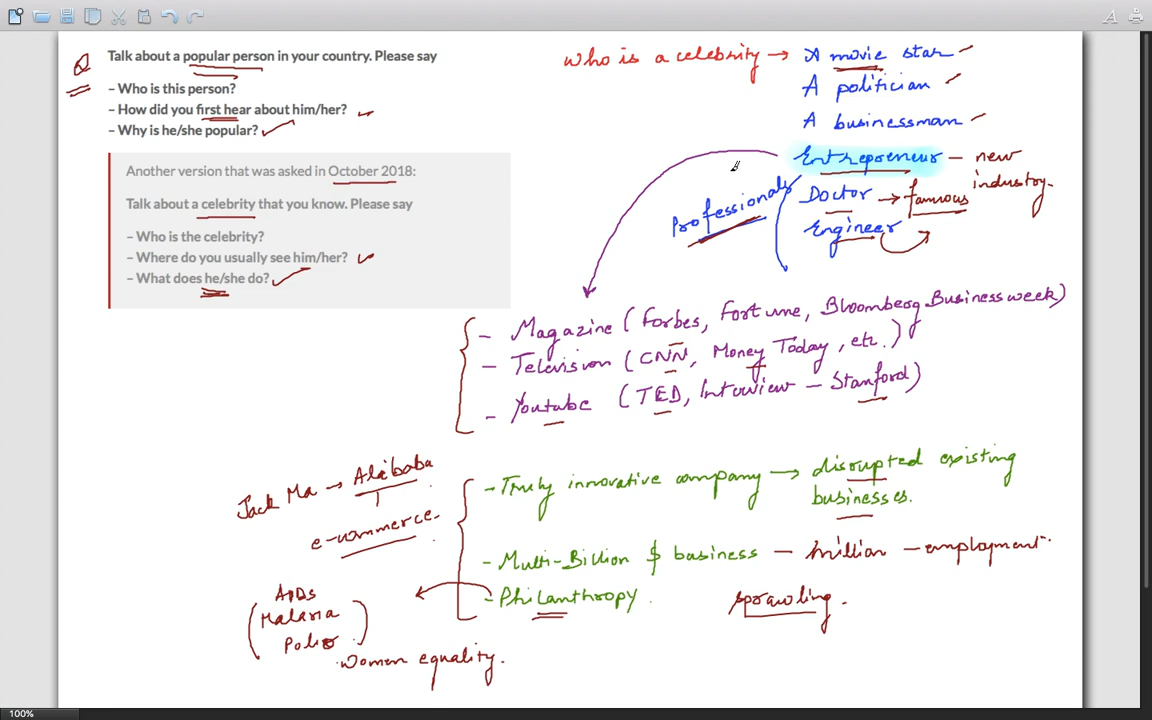 Q Talk about a popular person in your country. Please say
– Who is this person?
– How did you first hear about him/her?
– Why is he/she popular?
Another version that was asked in October 2018:
Talk about a celebrity that you know. Please say
– Who is the celebrity?
– Where do you usually see him/her?
– What does he/she do?
Who is a celebrity → A movie star
A politician
A businessman
Entrepreneur – new industry.
Professionals
Doctor → famous
Engineer
- Magazine (Forbes, Fortune, Bloomberg Businessweek)
- Television (CNN, Money Today, etc.)
- Youtube (TED, Interview – Stanford)
Jack Ma → Alibaba
e-commerce.
- Truly innovative company → disrupted existing
businesses.
- Multi-Billion $ business – million – employment.
- Philanthropy.
sprawling.
AIDS
Malaria
Polio
women equality.
100%